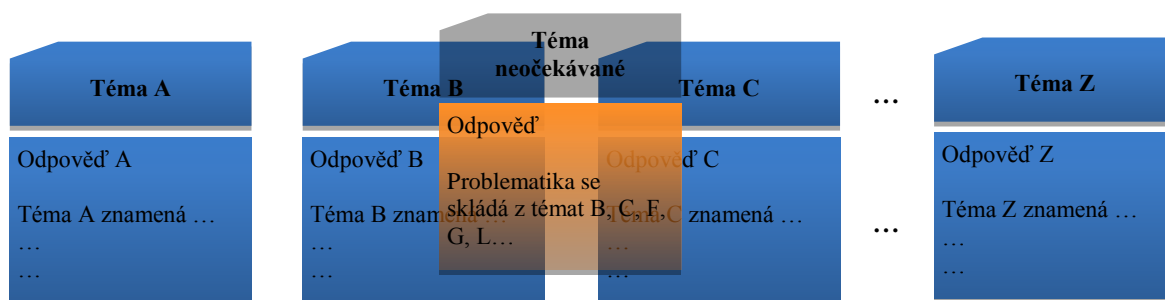 Téma A
Odpověď A
Téma A znamená …
…
…
Téma B
Odpověď B
Téma B znamená …
…
…
Téma
neočekávané
Odpověď
Problematika se
skládá z témat B, C, F,
G, L…
Téma C
Odpověď C
Téma C znamená …
…
…
…
…
Téma Z
Odpověď Z
Téma Z znamená …
…
…